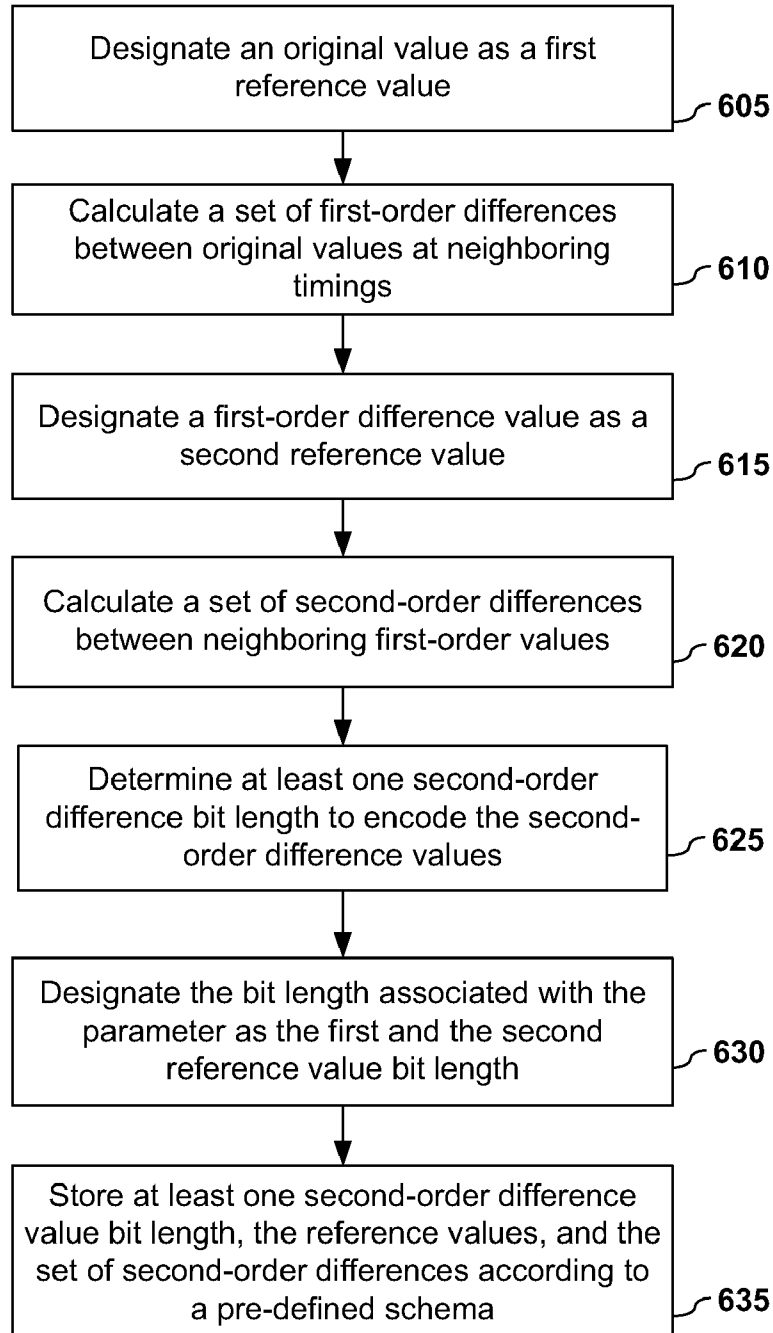 Designate an original value as a first
reference value
605
Calculate a set of first-order differences
between original values at neighboring
timings
610
Designate a first-order difference value as a
second reference value
615
Calculate a set of second-order differences
between neighboring first-order values
620
Determine at least one second-order
difference bit length to encode the second-
order difference values
625
Designate the bit length associated with the
parameter as the first and the second
reference value bit length
630
Store at least one second-order difference
value bit length, the reference values, and the
set of second-order differences according to
a pre-defined schema
635